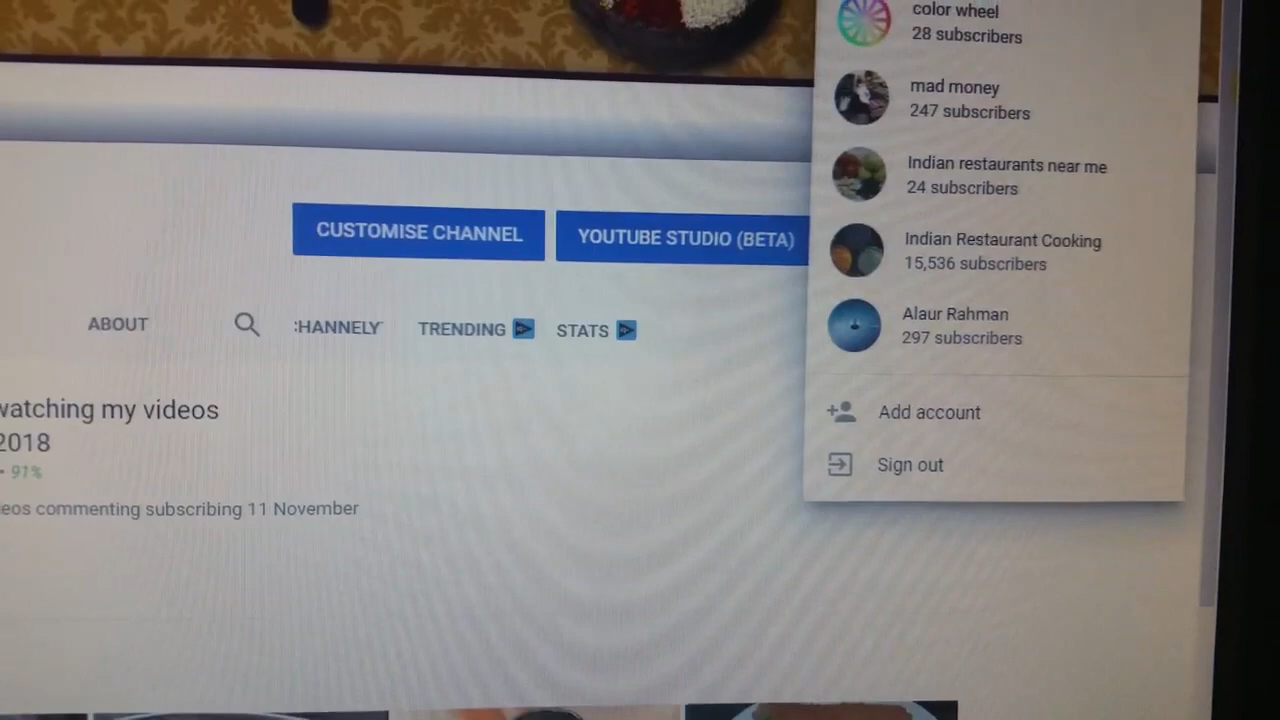 color wheel
28 subscribers
mad money
247 subscribers
Indian restaurants near me
24 subscribers
Indian Restaurant Cooking
15,536 subscribers
Alaur Rahman
297 subscribers
Add account
Sign out
CUSTOMISE CHANNEL
YOUTUBE STUDIO (BETA)
ABOUT
:HANNELY
TRENDING
STATS
watching my videos
2018
• 91%
eos commenting subscribing 11 November